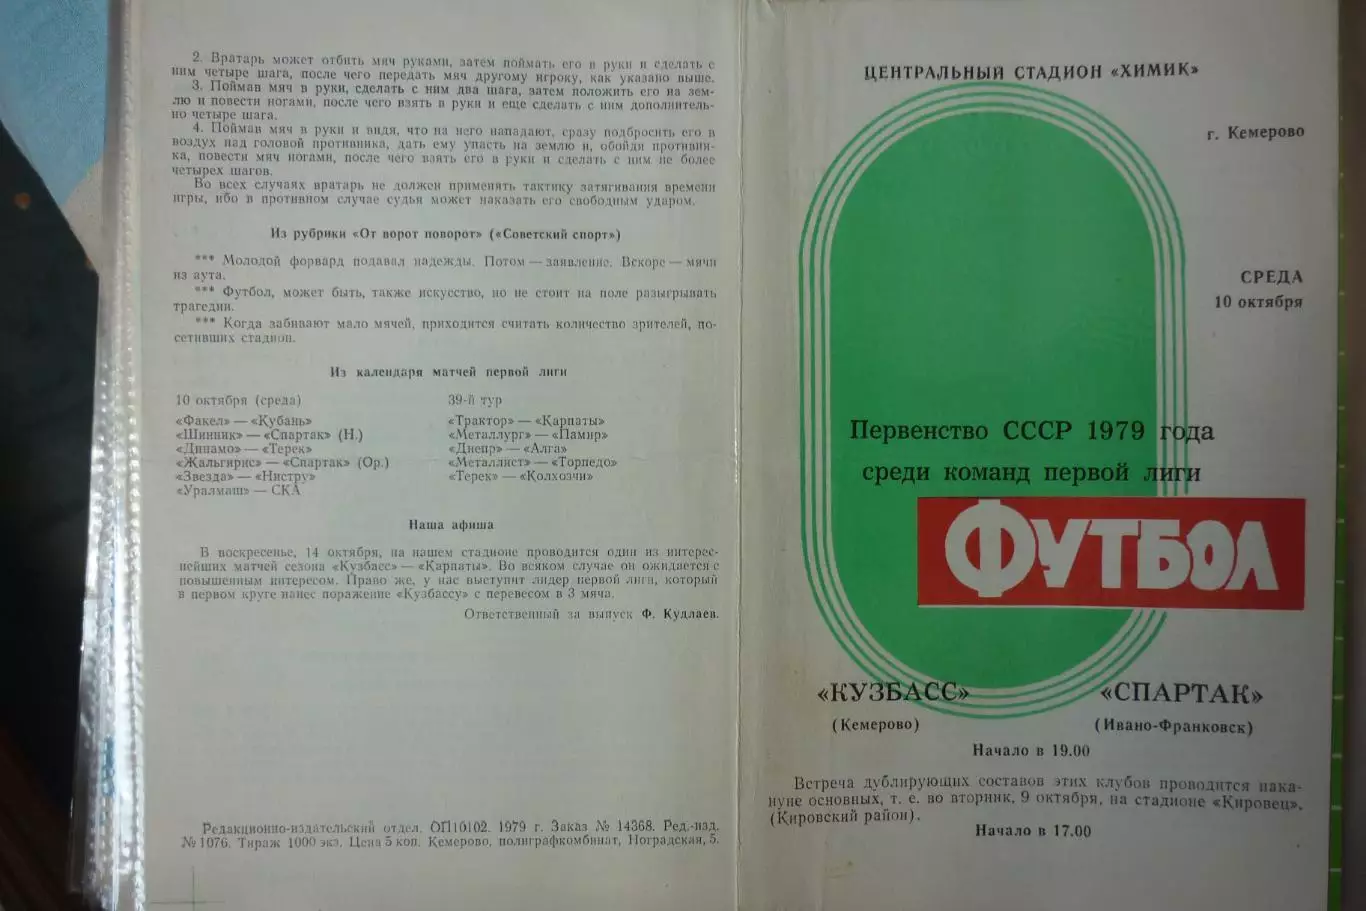 2. Вратарь может отбить мяч руками, затем поймать его в руки и сделать с
ним четыре шага, после чего передать мяч другому игроку, как указано выше.
3. Поймав мяч в руки, сделать с ним два шага, затем положить его на зем-
лю и повести ногами, после чего взять в руки и еще сделать с ним дополнитель-
но четыре шага.
4. Поймав мяч в руки и видя, что на него нападают, сразу подбросить его в
воздух над головой противника, дать ему упасть на землю и, обойдя противни-
ка, повести мяч ногами, после чего взять его в руки и сделать с ним не более
четырех шагов.
Во всех случаях вратарь не должен применять тактику затягивания времени
игры, ибо в противном случае судья может наказать его свободным ударом.
Из рубрики «От ворот поворот» («Советский спорт»)
*** Молодой форвард подавал надежды. Потом — заявление. Вскоре — мячи
из аута.
*** Футбол, может быть, также искусство, но не стоит на поле разыгрывать
трагедии.
*** Когда забивают мало мячей, приходится считать количество зрителей, по-
сетивших стадион.
Из календаря матчей первой лиги
10 октября (среда) 39-й тур
«Факел» — «Кубань» «Трактор» — «Карпаты»
«Шинник» — «Спартак» (Н.) «Металлург» — «Памир»
«Динамо» — «Терек» «Днепр» — «Алга»
«Жальгирис» — «Спартак» (Ор.) «Металлист» — «Торпедо»
«Звезда» — «Нистру» «Терек» — «Колхозчи»
«Уралмаш» — СКА
Наша афиша
В воскресенье, 14 октября, на нашем стадионе проводится один из интерес-
нейших матчей сезона «Кузбасс» — «Карпаты». Во всяком случае он ожидается с
повышенным интересом. Право же, у нас выступит лидер первой лиги, который
в первом круге нанес поражение «Кузбассу» с перевесом в 3 мяча.
Ответственный за выпуск Ф. Кудлаев.
Редакционно-издательский отдел. ОП10102. 1979 г. Заказ № 14368. Ред.-изд.
№ 1076. Тираж 1000 экз. Цена 5 коп. Кемерово, полиграфкомбинат, Ноградская, 5.
ЦЕНТРАЛЬНЫЙ СТАДИОН «ХИМИК»
г. Кемерово
СРЕДА
10 октября
Первенство СССР 1979 года
среди команд первой лиги
ФУТБОЛ
«КУЗБАСС» «СПАРТАК»
(Кемерово) (Ивано-Франковск)
Начало в 19.00
Встреча дублирующих составов этих клубов проводится нака-
нуне основных, т. е. во вторник, 9 октября, на стадионе «Кировец».
(Кировский район).
Начало в 17.00